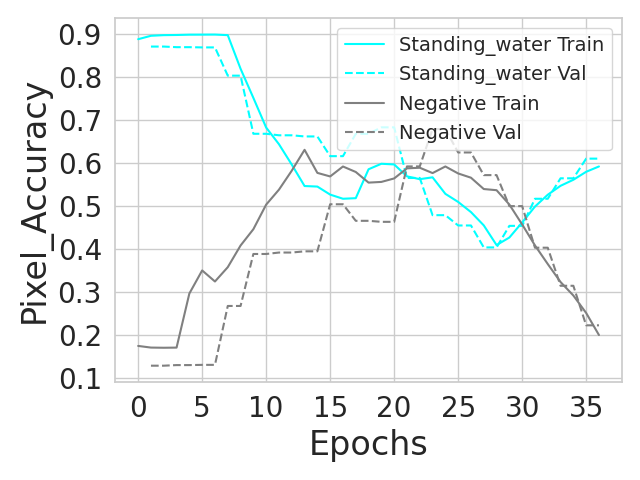 Standing_water Train
Standing_water Val
Negative Train
Negative Val
Pixel_Accuracy
0.9
0.8
0.7
0.6
0.5
0.4
0.3
0.2
0.1
0 5 10 15 20 25 30 35
Epochs